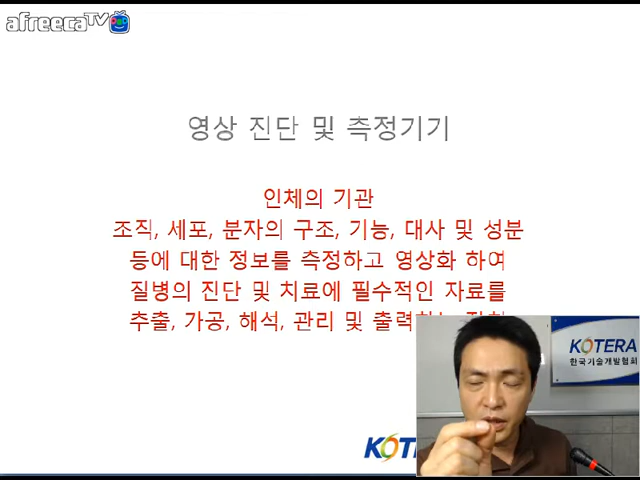 afreecaTV
영상 진단 및 측정기기
인체의 기관
조직, 세포, 분자의 구조, 기능, 대사 및 성분
등에 대한 정보를 측정하고 영상화 하여
질병의 진단 및 치료에 필수적인 자료를
추출, 가공, 해석, 관리 및
KOTERA
한국기술개발협회